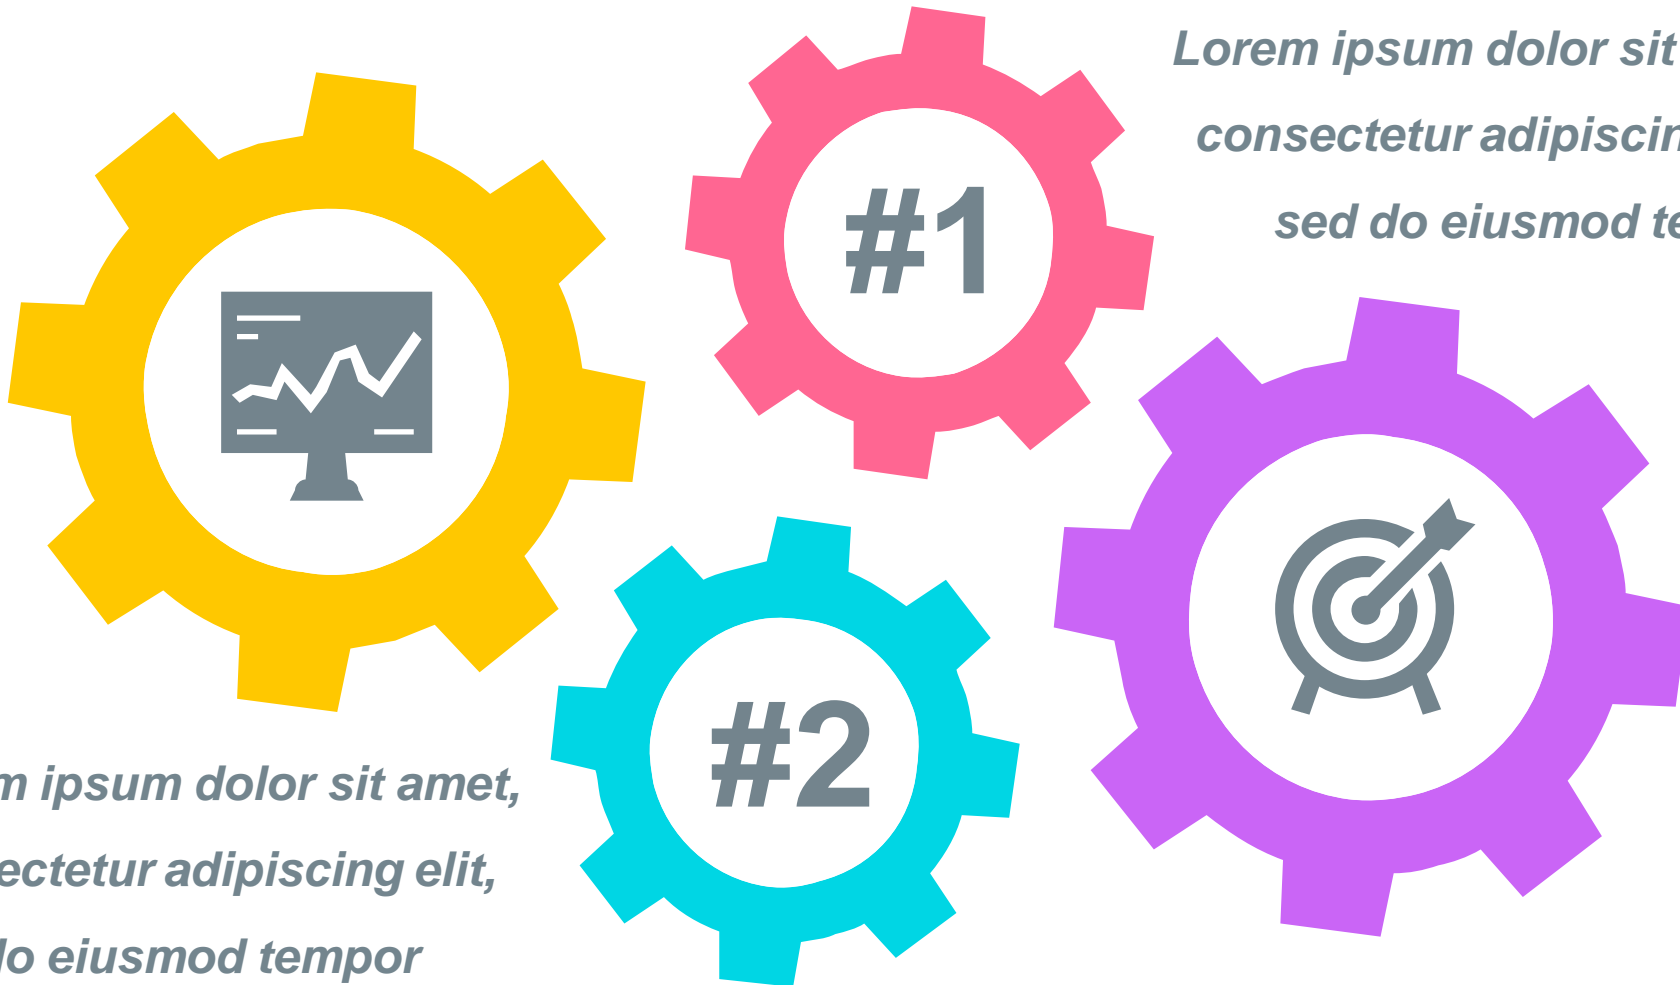 Lorem ipsum dolor sit
consectetur adipiscin
sed do eiusmod te
#1
#2
m ipsum dolor sit amet,
ectetur adipiscing elit,
do eiusmod tempor